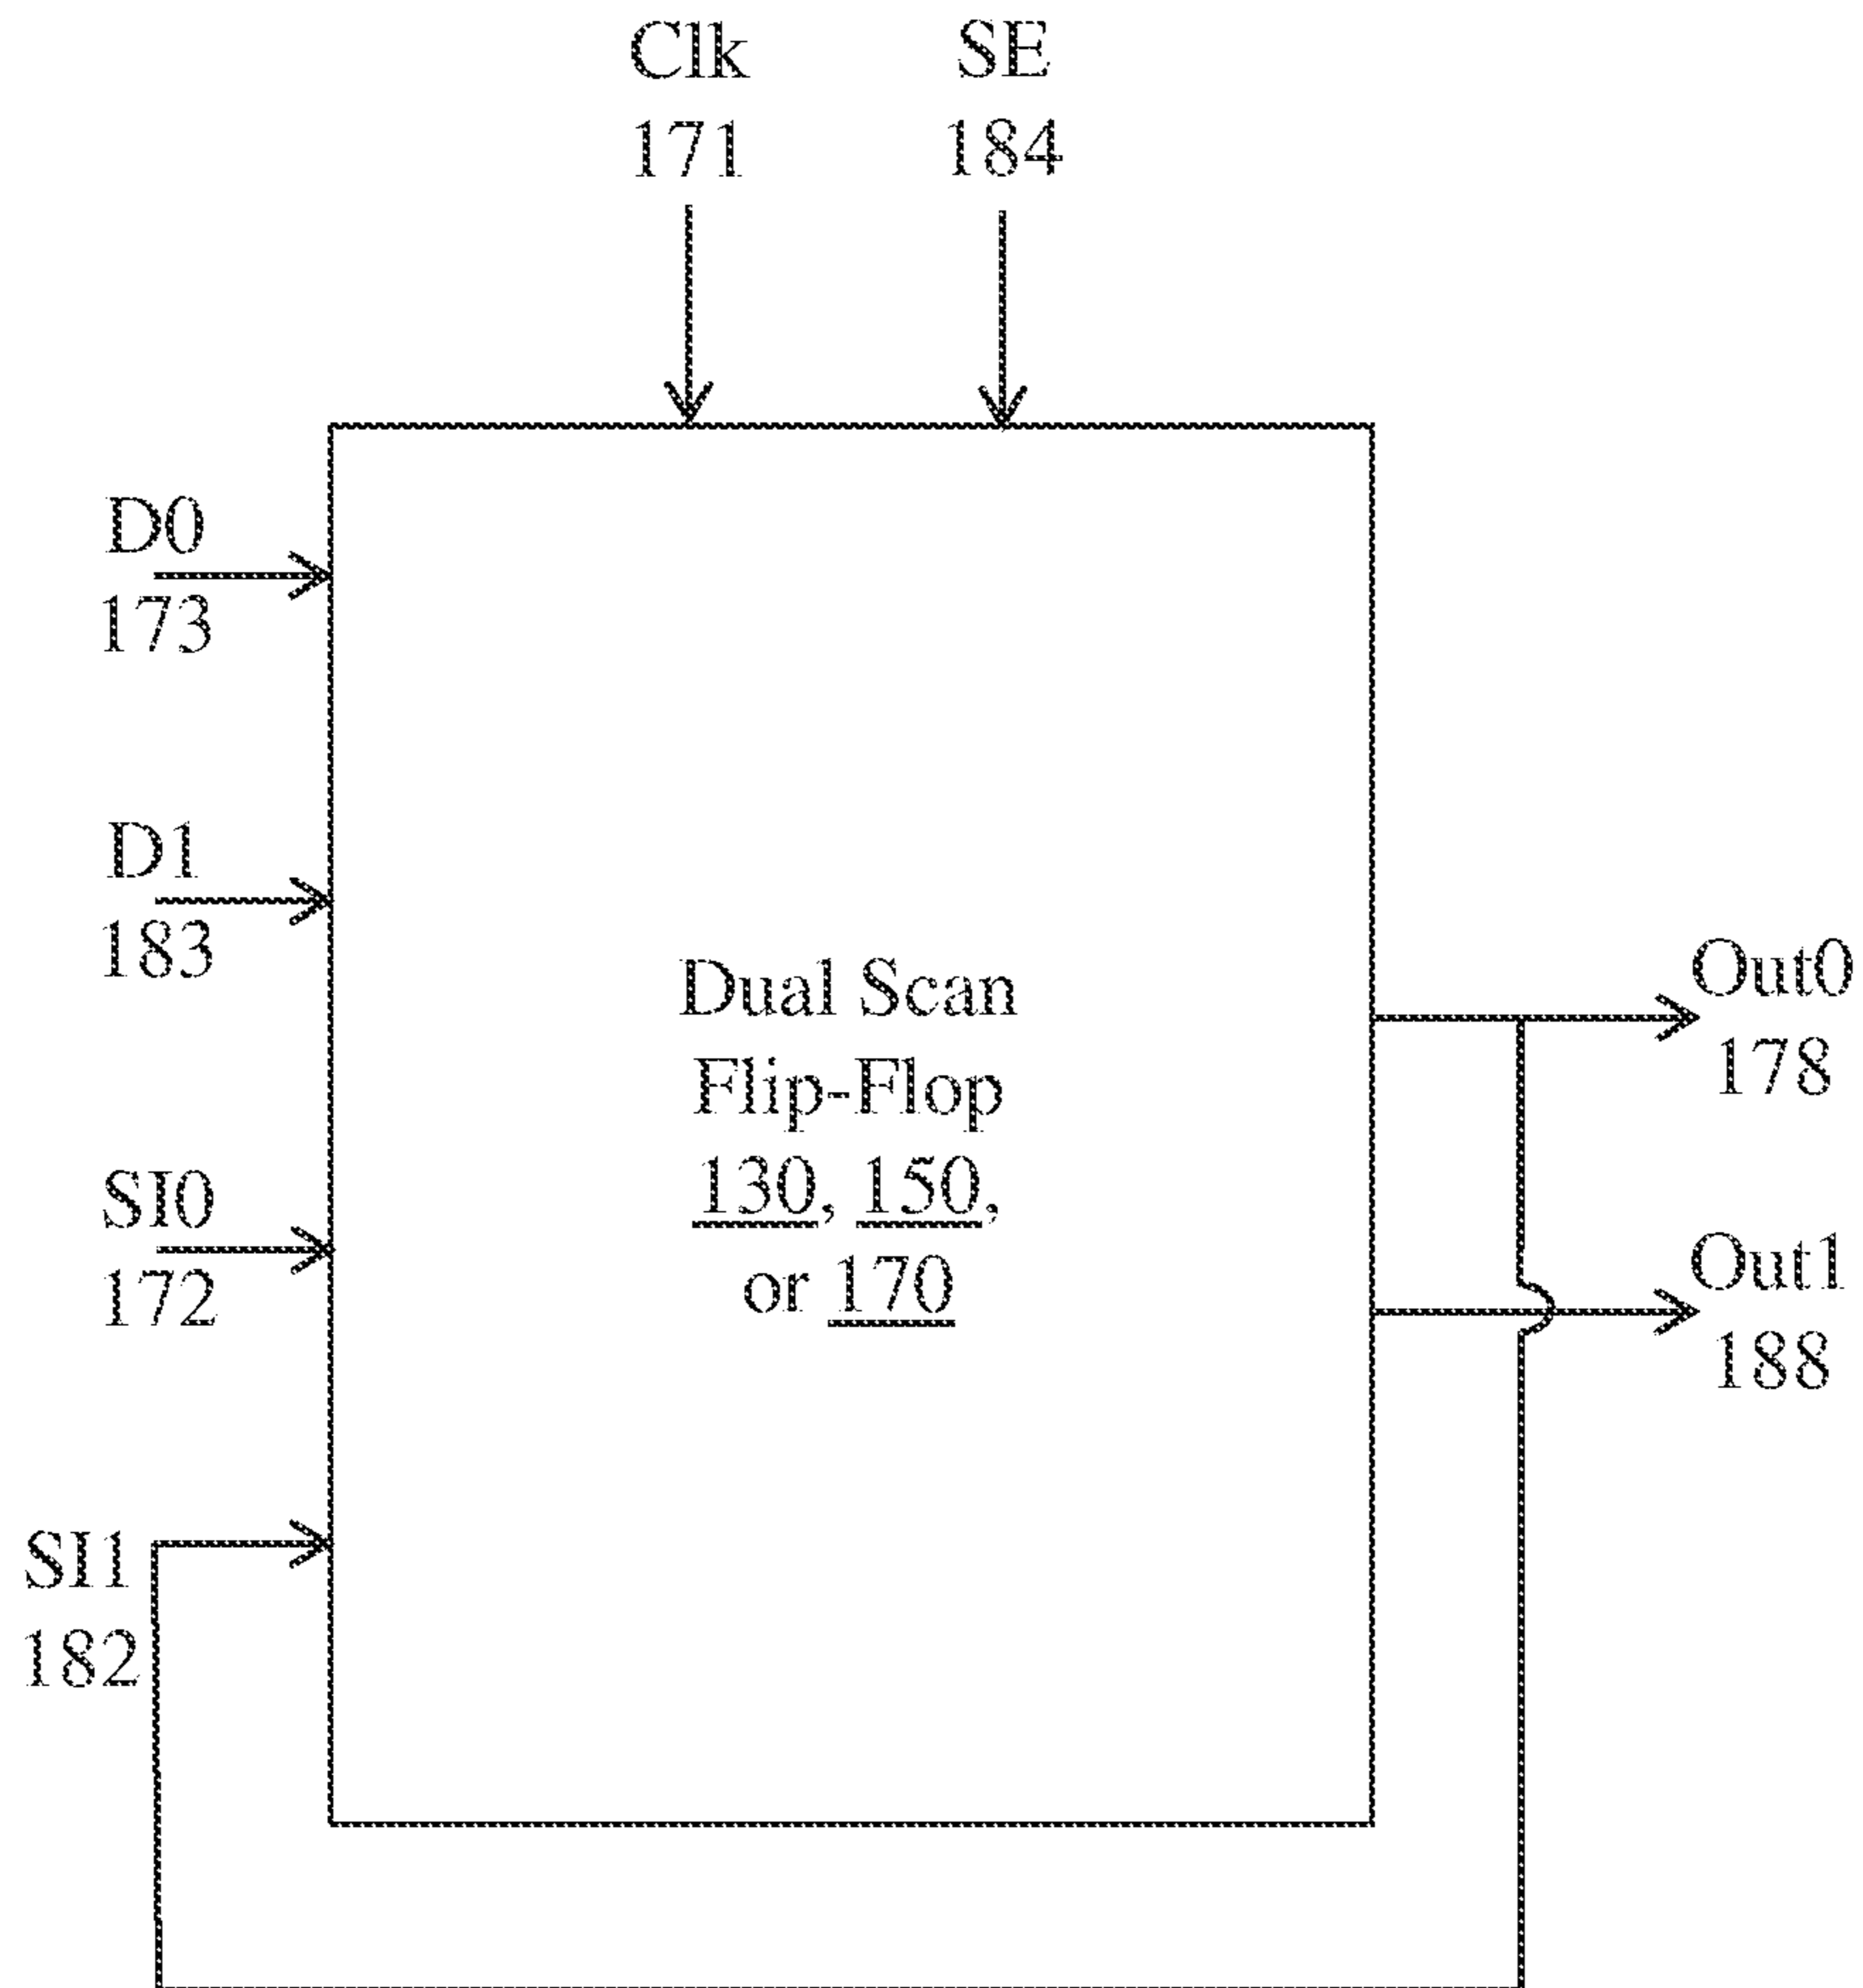 Clk
171
SE
184
D0
173
D1
183
SI0
172
SI1
182
Dual Scan
Flip-Flop
130, 150,
or 170
Out0
178
Out1
188